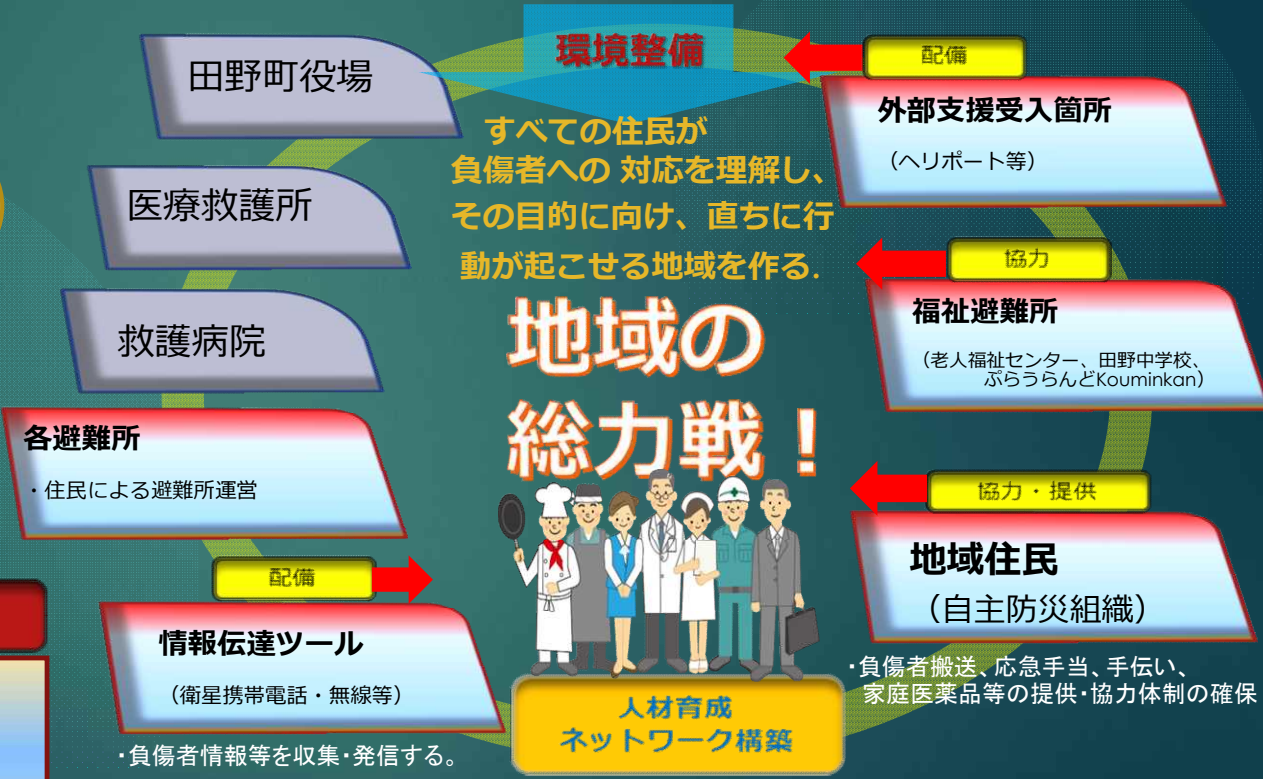 環境整備
田野町役場
医療救護所
救護病院
各避難所
・住民による避難所運営
配備
情報伝達ツール
（衛星携帯電話・無線等）
・負傷者情報等を収集・発信する。
すべての住民が
負傷者への 対応を理解し、
その目的に向け、直ちに行
動が起こせる地域を作る.
地域の
総力戦！
人材育成
ネットワーク構築
配備
外部支援受入箇所
（ヘリポート等）
協力
福祉避難所
（老人福祉センター、田野中学校、
ぷらうらんどKouminkan）
協力・提供
地域住民
（自主防災組織）
・負傷者搬送、応急手当、手伝い、
家庭医薬品等の提供・協力体制の確保